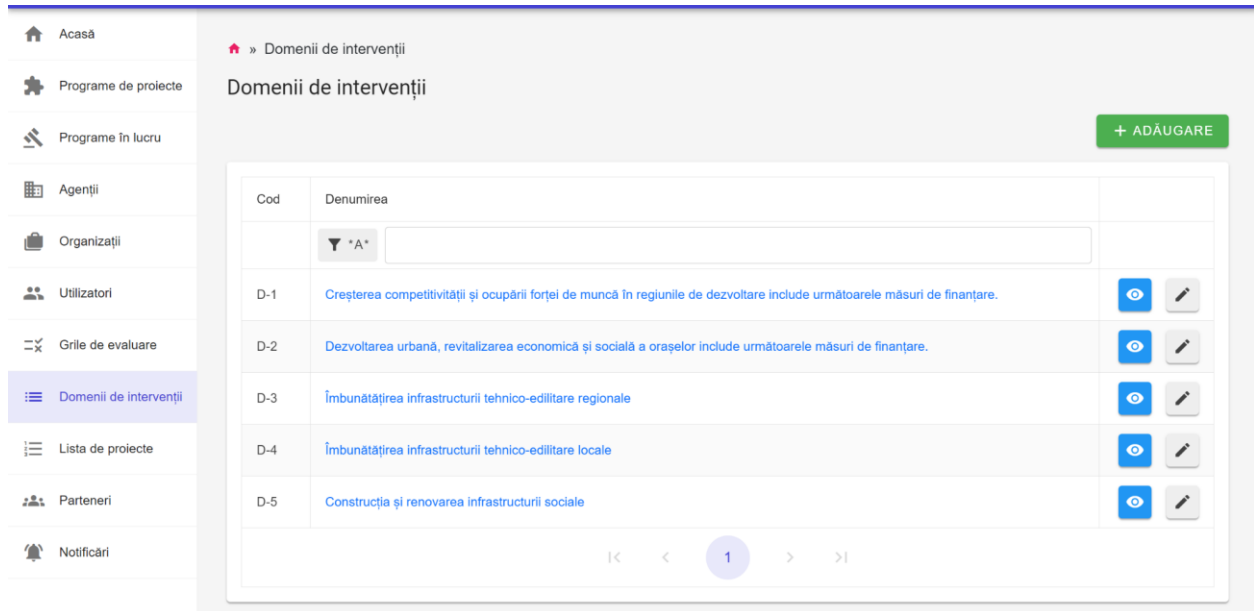 Acasă
Programe de proiecte
Programe în lucru
Agenții
Organizații
Utilizatori
Grile de evaluare
Domenii de intervenții
Lista de proiecte
Parteneri
Notificări
» Domenii de intervenții
Domenii de intervenții
+ ADĂUGARE
Cod Denumirea
*A*
D-1 Creșterea competitivității și ocupării forței de muncă în regiunile de dezvoltare include următoarele măsuri de finanțare.
D-2 Dezvoltarea urbană, revitalizarea economică și socială a orașelor include următoarele măsuri de finanțare.
D-3 Îmbunătățirea infrastructurii tehnico-edilitare regionale
D-4 Îmbunătățirea infrastructurii tehnico-edilitare locale
D-5 Construcția și renovarea infrastructurii sociale
1